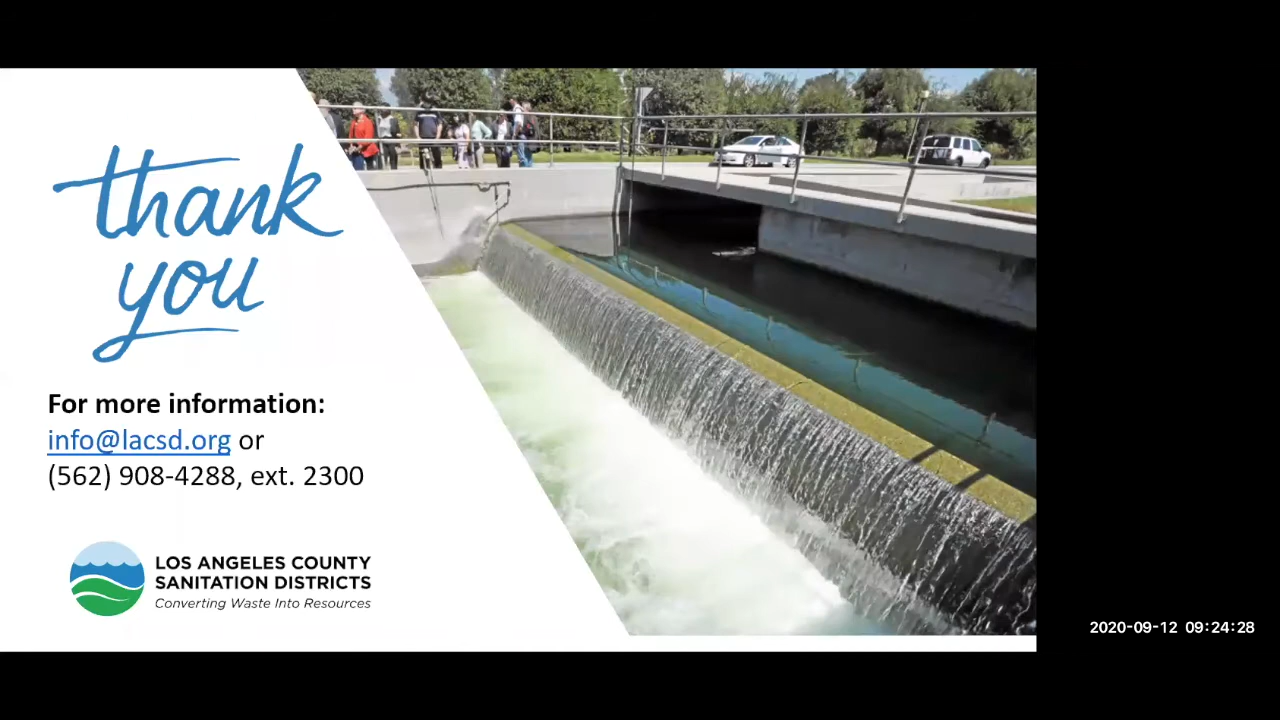 thank
you
For more information:
info@lacsd.org or
(562) 908-4288, ext. 2300
LOS ANGELES COUNTY
SANITATION DISTRICTS
Converting Waste Into Resources
2020-09-12 09:24:28